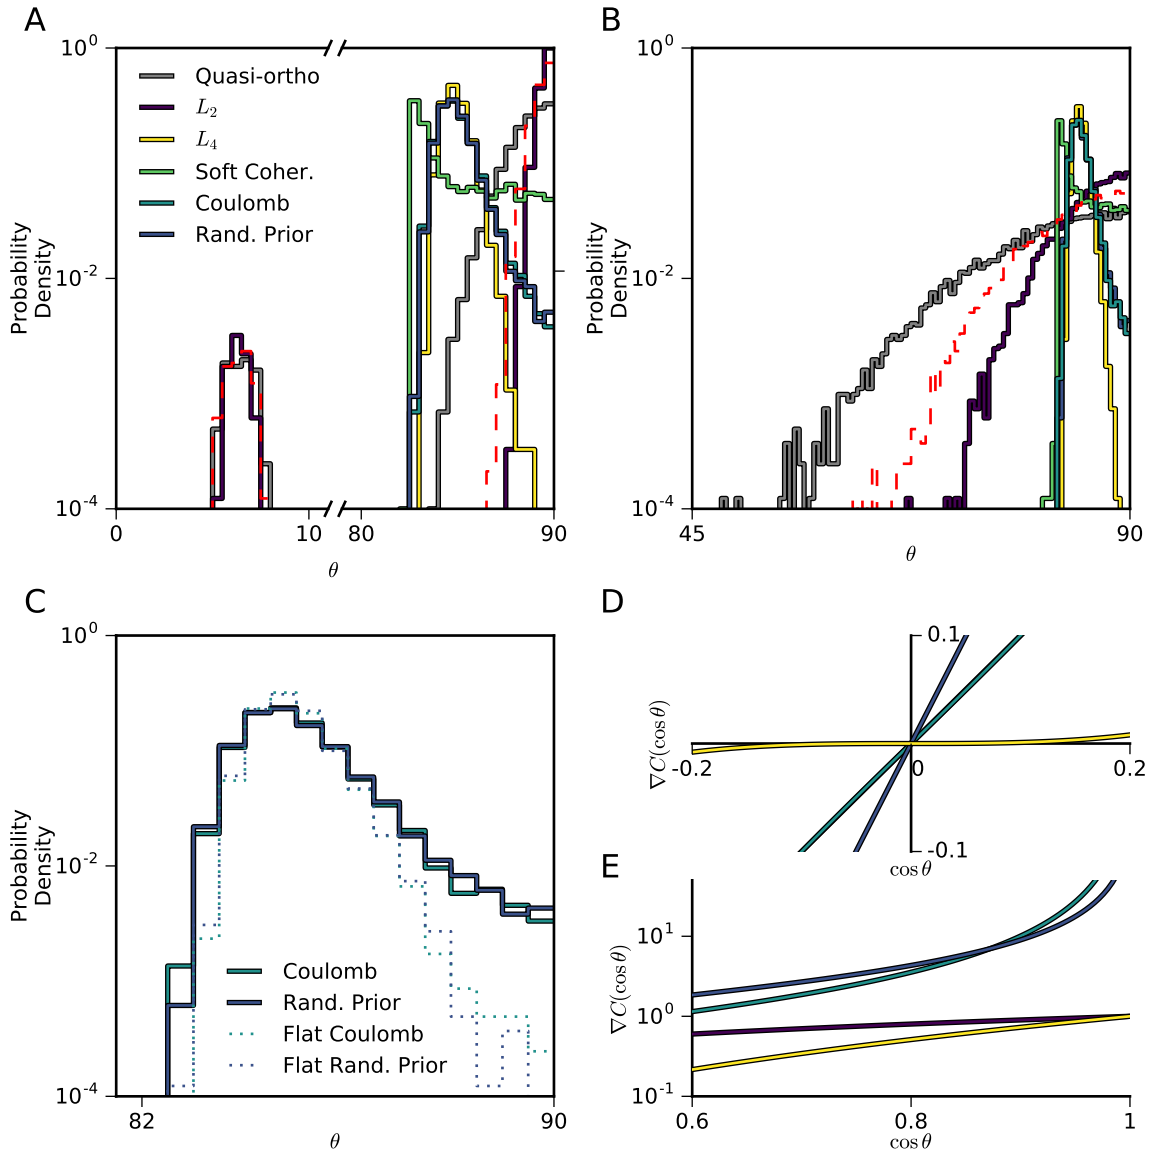 A
10^0
10^-2
10^-4
Probability
Density
Quasi-ortho
L_2
L_4
Soft Coher.
Coulomb
Rand. Prior
0
10
80
90
θ
B
10^0
10^-2
10^-4
Probability
Density
45
90
θ
C
10^0
10^-2
10^-4
Probability
Density
Coulomb
Rand. Prior
Flat Coulomb
Flat Rand. Prior
82
90
θ
D
0.1
∇C(cos θ)
-0.2
0
0.2
-0.1
cos θ
E
10^1
10^0
10^-1
∇C(cos θ)
0.6
0.8
1
cos θ